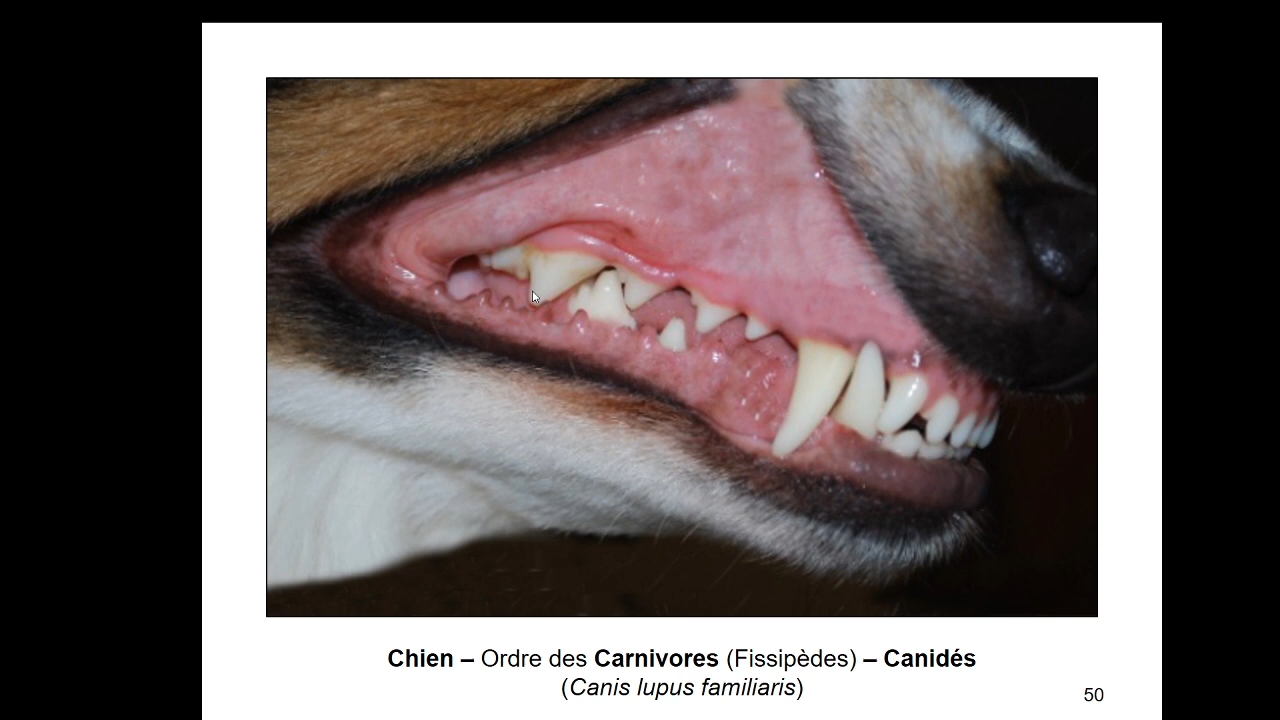 Chien – Ordre des Carnivores (Fissipèdes) – Canidés
(Canis lupus familiaris)
50